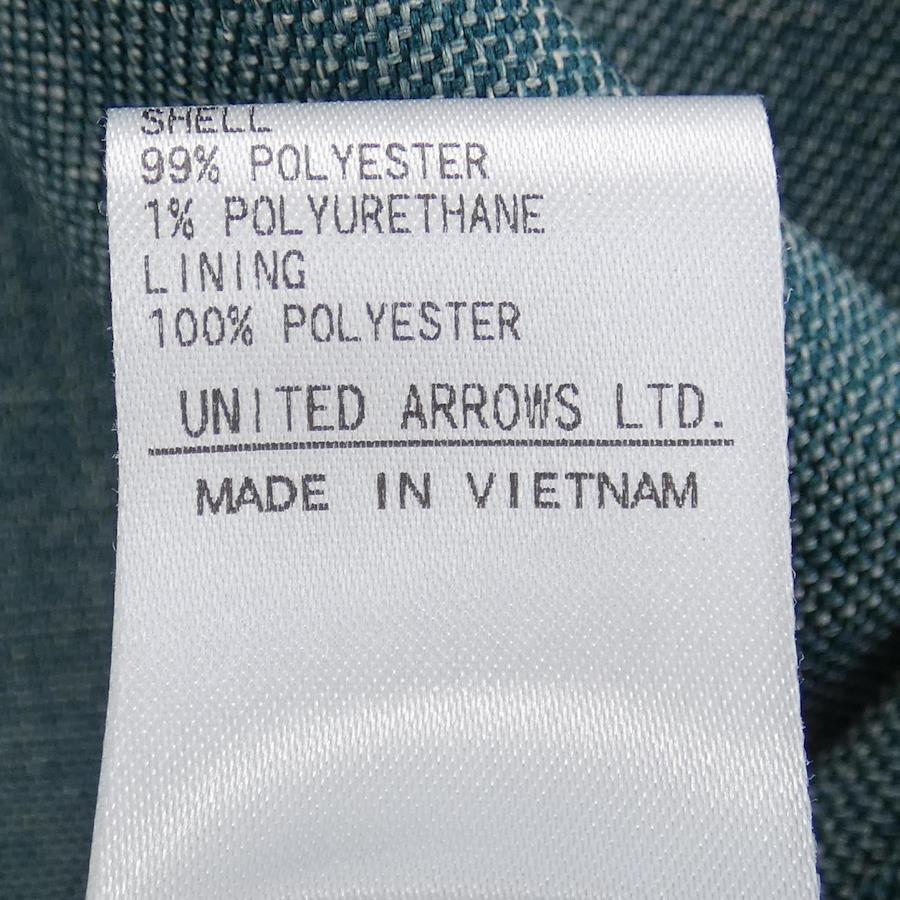 SHELL
99% POLYESTER
1% POLYURETHANE
LINING
100% POLYESTER
UNITED ARROWS LTD.
MADE IN VIETNAM